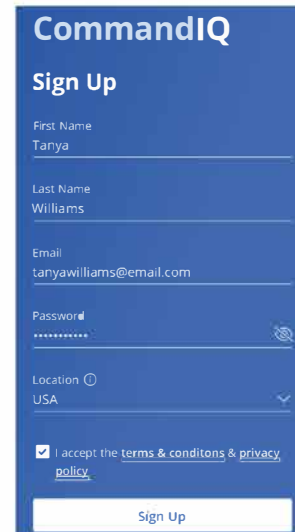 CommandIQ
Sign Up
First Name
Tanya
Last Name
Williams
Email
tanyawilliams@email.com
Password
•••••••••••
Location ⓘ
USA
I accept the terms & conditons & privacy
policy
Sign Up